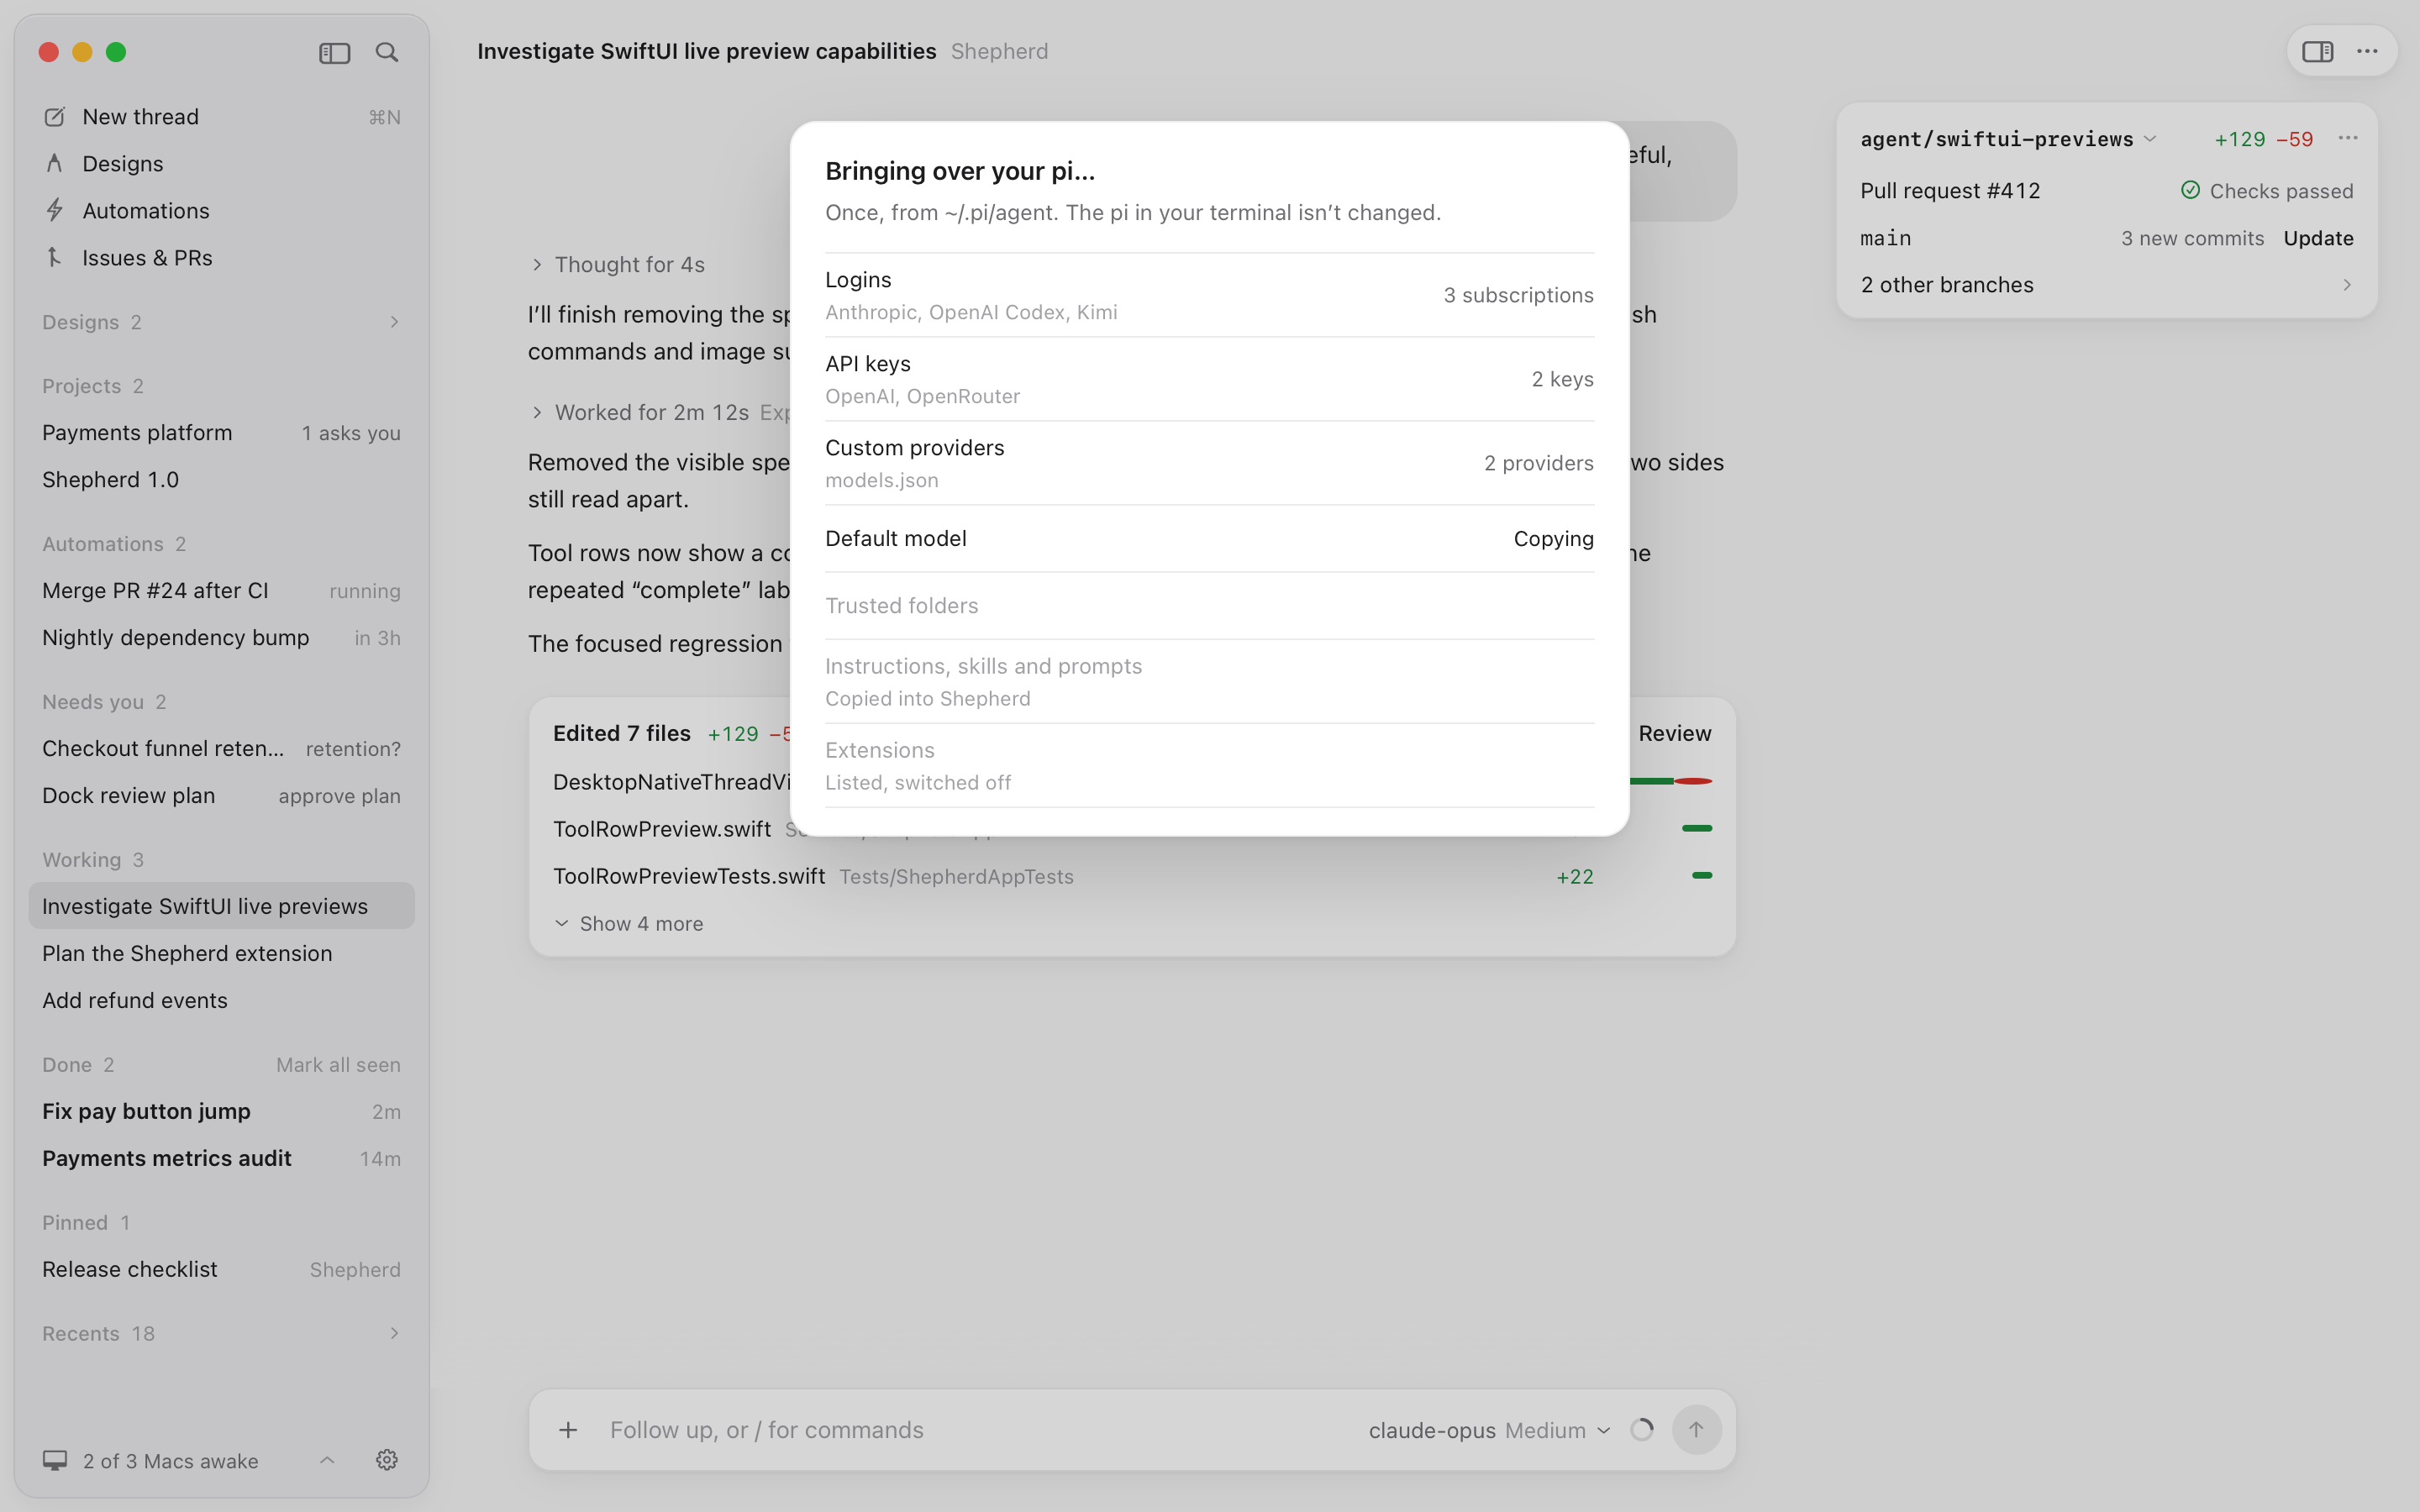 New thread ⌘N
Designs
Automations
Issues & PRs
Designs 2
Projects 2
Payments platform 1 asks you
Shepherd 1.0
Automations 2
Merge PR #24 after CI running
Nightly dependency bump in 3h
Needs you 2
Checkout funnel reten… retention?
Dock review plan approve plan
Working 3
Investigate SwiftUI live previews
Plan the Shepherd extension
Add refund events
Done 2 Mark all seen
Fix pay button jump 2m
Payments metrics audit 14m
Pinned 1
Release checklist Shepherd
Recents 18
2 of 3 Macs awake
Investigate SwiftUI live preview capabilities Shepherd
Thought for 4s
I’ll finish removing the
commands and image
Worked for 2m 12s
Removed the visible
two sides
still read apart.
Tool rows now show a
repeated “complete”
The focused regression
Edited 7 files +129 Review
ToolRowPreview.swift
ToolRowPreviewTests.swift Tests/ShepherdAppTests +22
Show 4 more
Follow up, or / for commands claude-opus Medium
Bringing over your pi…
Once, from ~/.pi/agent. The pi in your terminal isn’t changed.
Logins 3 subscriptions
Anthropic, OpenAI Codex, Kimi
API keys 2 keys
OpenAI, OpenRouter
Custom providers 2 providers
models.json
Default model Copying
Trusted folders
Instructions, skills and prompts
Copied into Shepherd
Extensions
Listed, switched off
agent/swiftui-previews +129 −59
Pull request #412 Checks passed
main 3 new commits Update
2 other branches